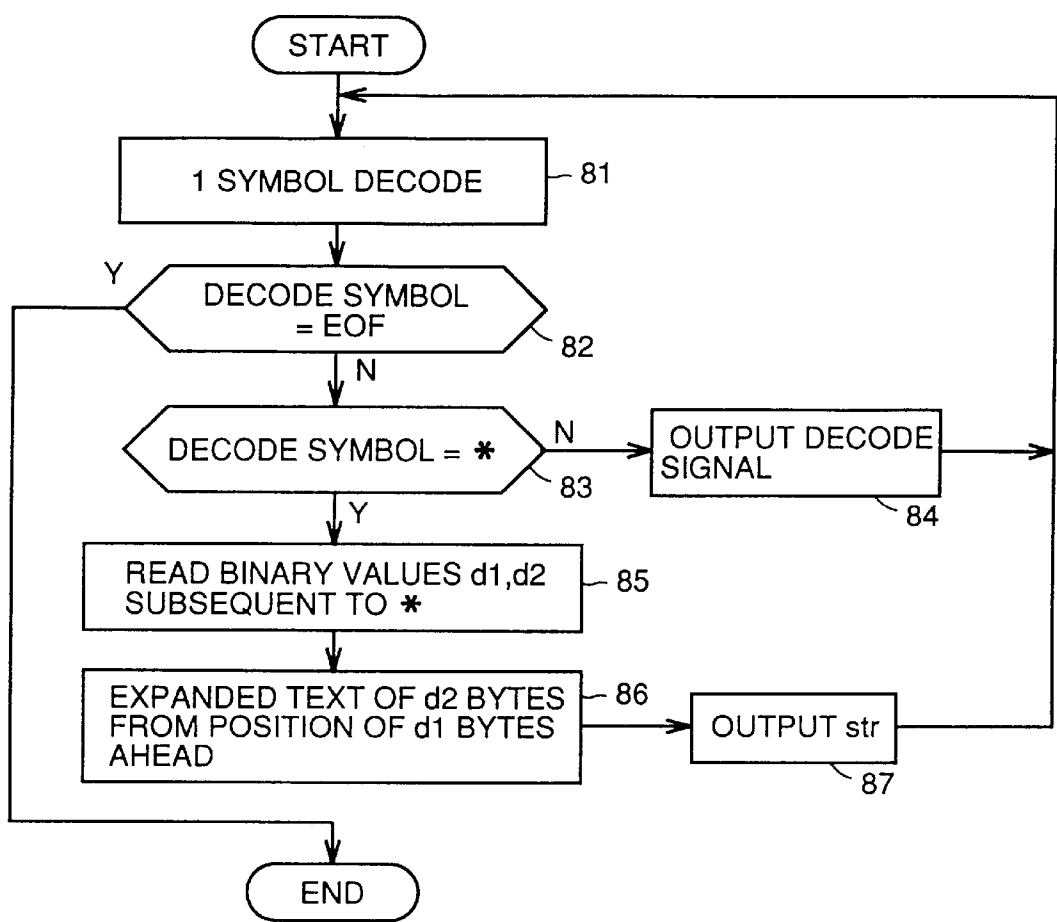 START
1 SYMBOL DECODE
81
Y
DECODE SYMBOL
= EOF
82
N
DECODE SYMBOL = *
83
N
OUTPUT DECODE
SIGNAL
84
Y
READ BINARY VALUES d1,d2
SUBSEQUENT TO *
85
EXPANDED TEXT OF d2 BYTES
FROM POSITION OF d1 BYTES
AHEAD
86
OUTPUT str
87
END